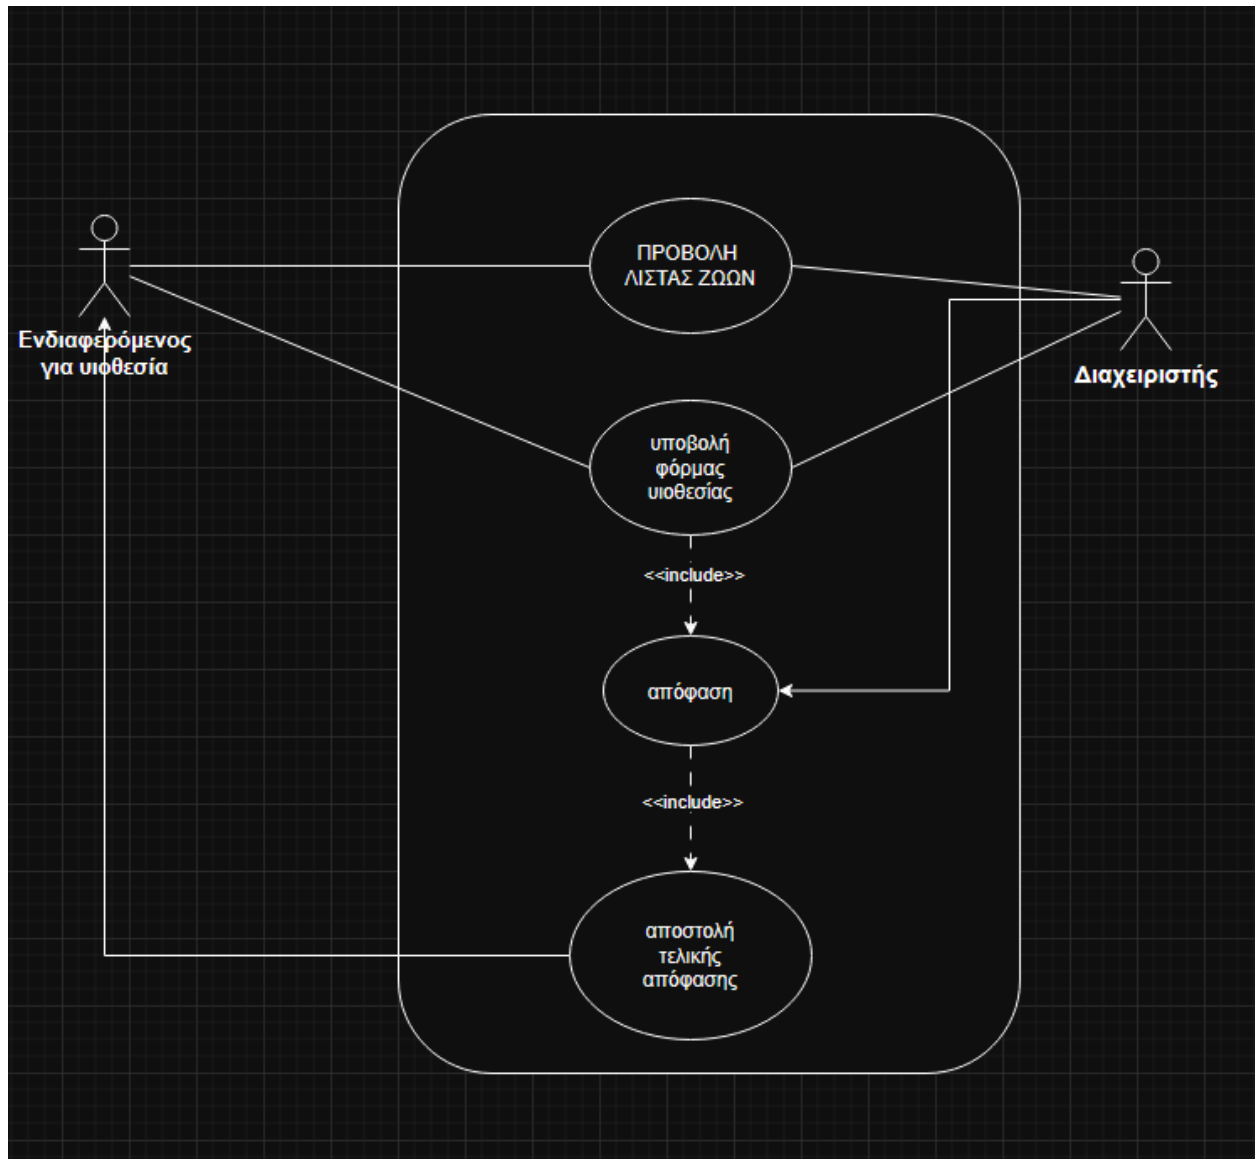 ΠΡΟΒΟΛΗ
ΛΙΣΤΑΣ ΖΩΩΝ
Ενδιαφερόμενος
για υιοθεσία
Διαχειριστής
υποβολή
φόρμας
υιοθεσίας
<<include>>
απόφαση
<<include>>
αποστολή
τελικής
απόφασης